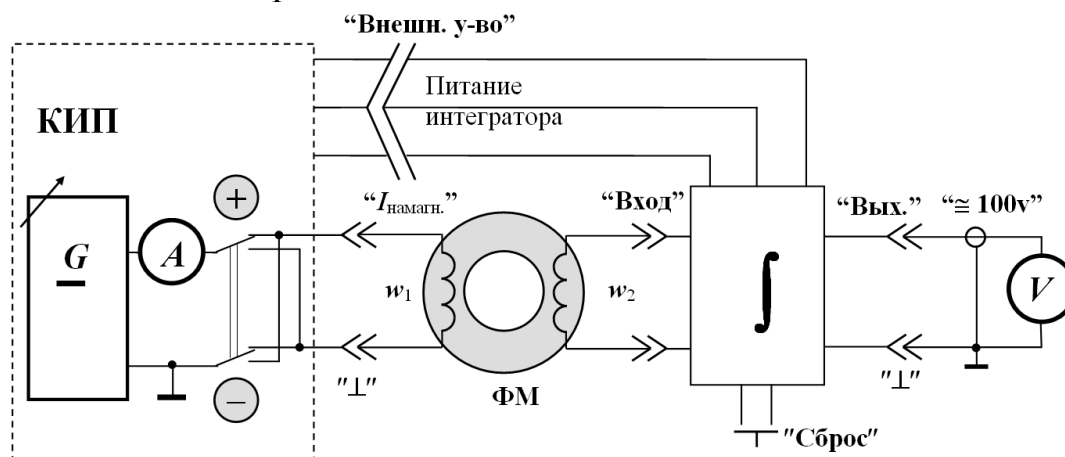 “Внешн. у-во”
Питание
интегратора
КИП
+
“Iнамагн.”
“Вход”
“Вых.”
“≅ 100v”
G
A
w1
w2
∫
V
"⊥"
"⊥"
–
ФМ
"Сброс"